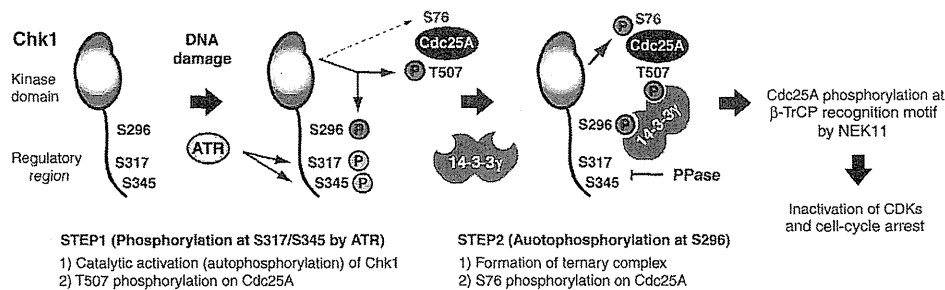 Chk1
Kinase
domain
Regulatory
region
S296
S317
S345
DNA
damage
ATR
S296 P
S317 P
S345 P
S76
Cdc25A
P T507
14-3-3γ
P S76
Cdc25A
T507
P
S296 P
14-3-3γ
S317
S345
PPase
Cdc25A phosphorylation at
β-TrCP recognition motif
by NEK11
Inactivation of CDKs
and cell-cycle arrest
STEP1 (Phosphorylation at S317/S345 by ATR)
1) Catalytic activation (autophosphorylation) of Chk1
2) T507 phosphorylation on Cdc25A
STEP2 (Auotophosphorylation at S296)
1) Formation of ternary complex
2) S76 phosphorylation on Cdc25A